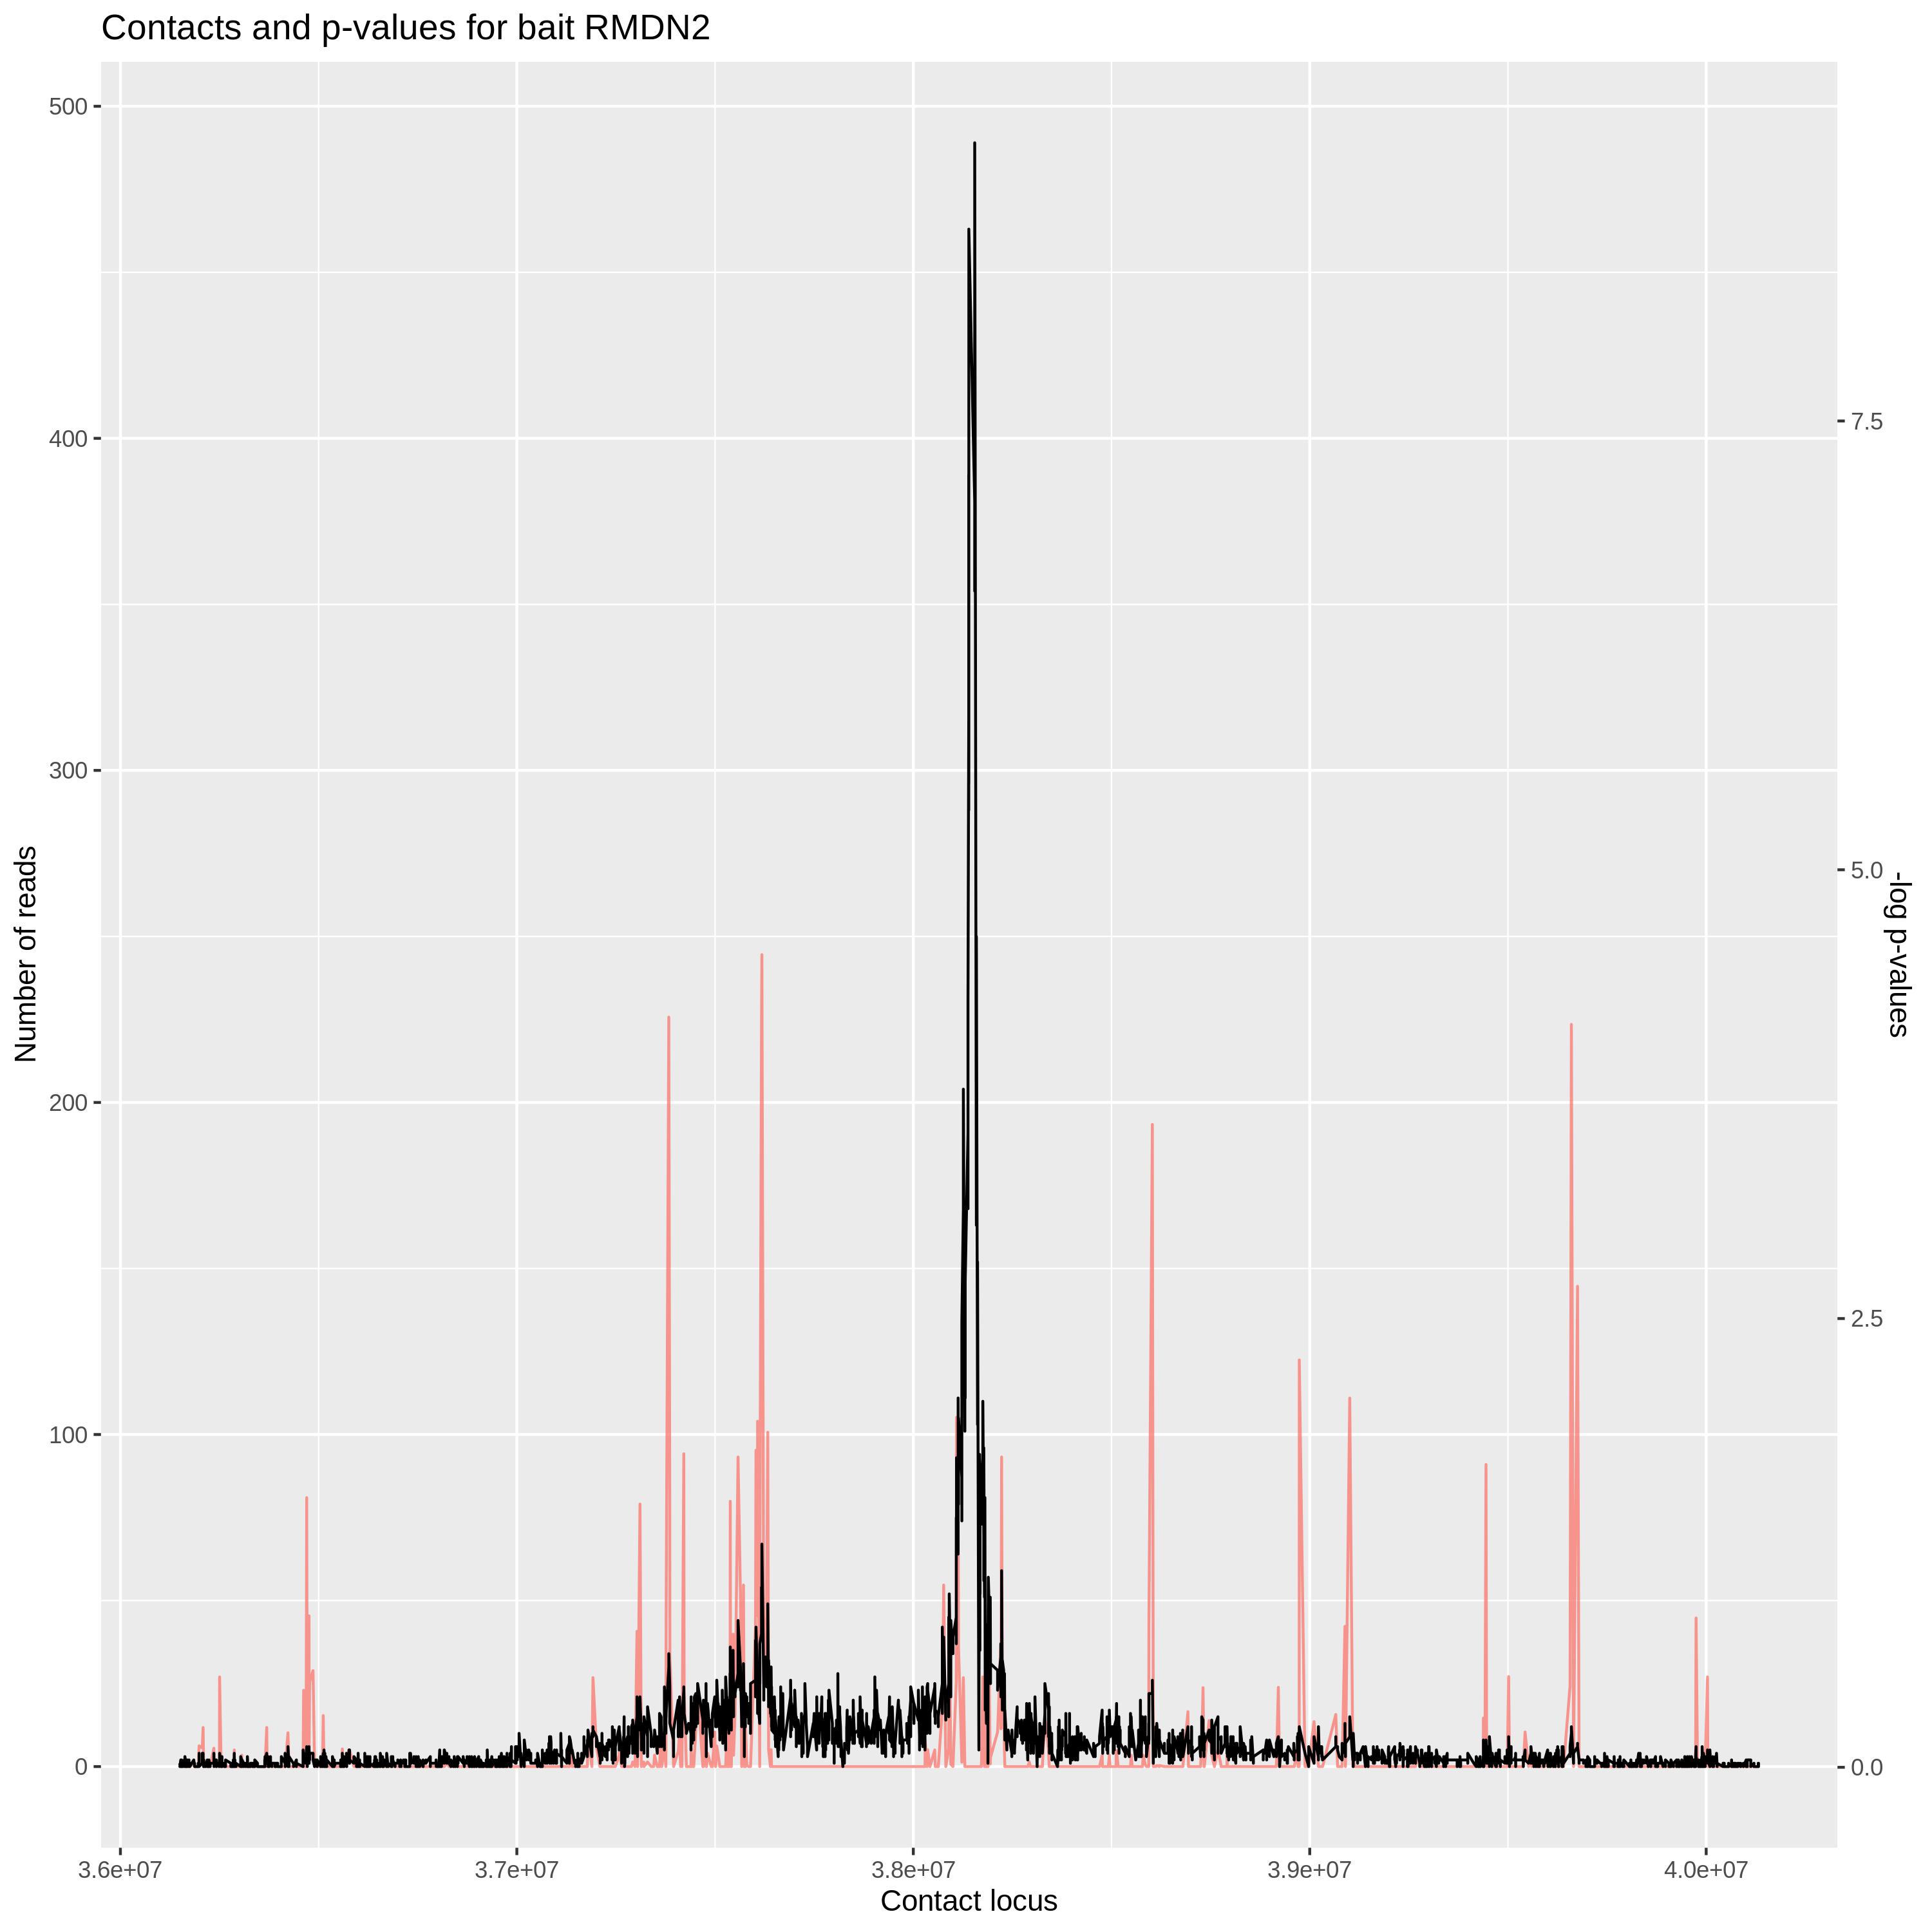 Contacts and p-values for bait RMDN2
500
400
300
200
100
0
Number of reads
7.5
5.0
2.5
0.0
-log p-values
3.6e+07
3.7e+07
3.8e+07
3.9e+07
4.0e+07
Contact locus